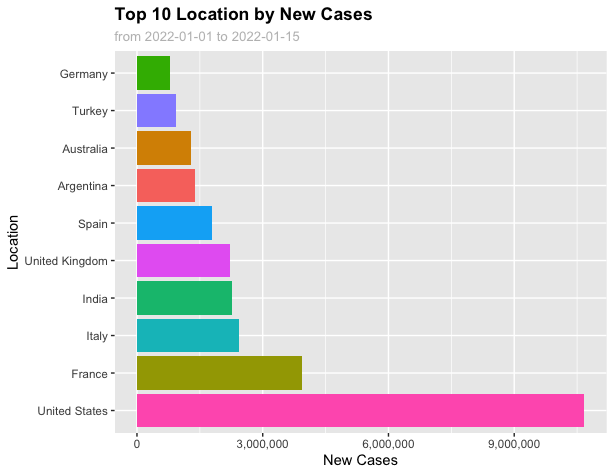 Top 10 Location by New Cases
from 2022-01-01 to 2022-01-15
Location
Germany
Turkey
Australia
Argentina
Spain
United Kingdom
India
Italy
France
United States
0 3,000,000 6,000,000 9,000,000
New Cases